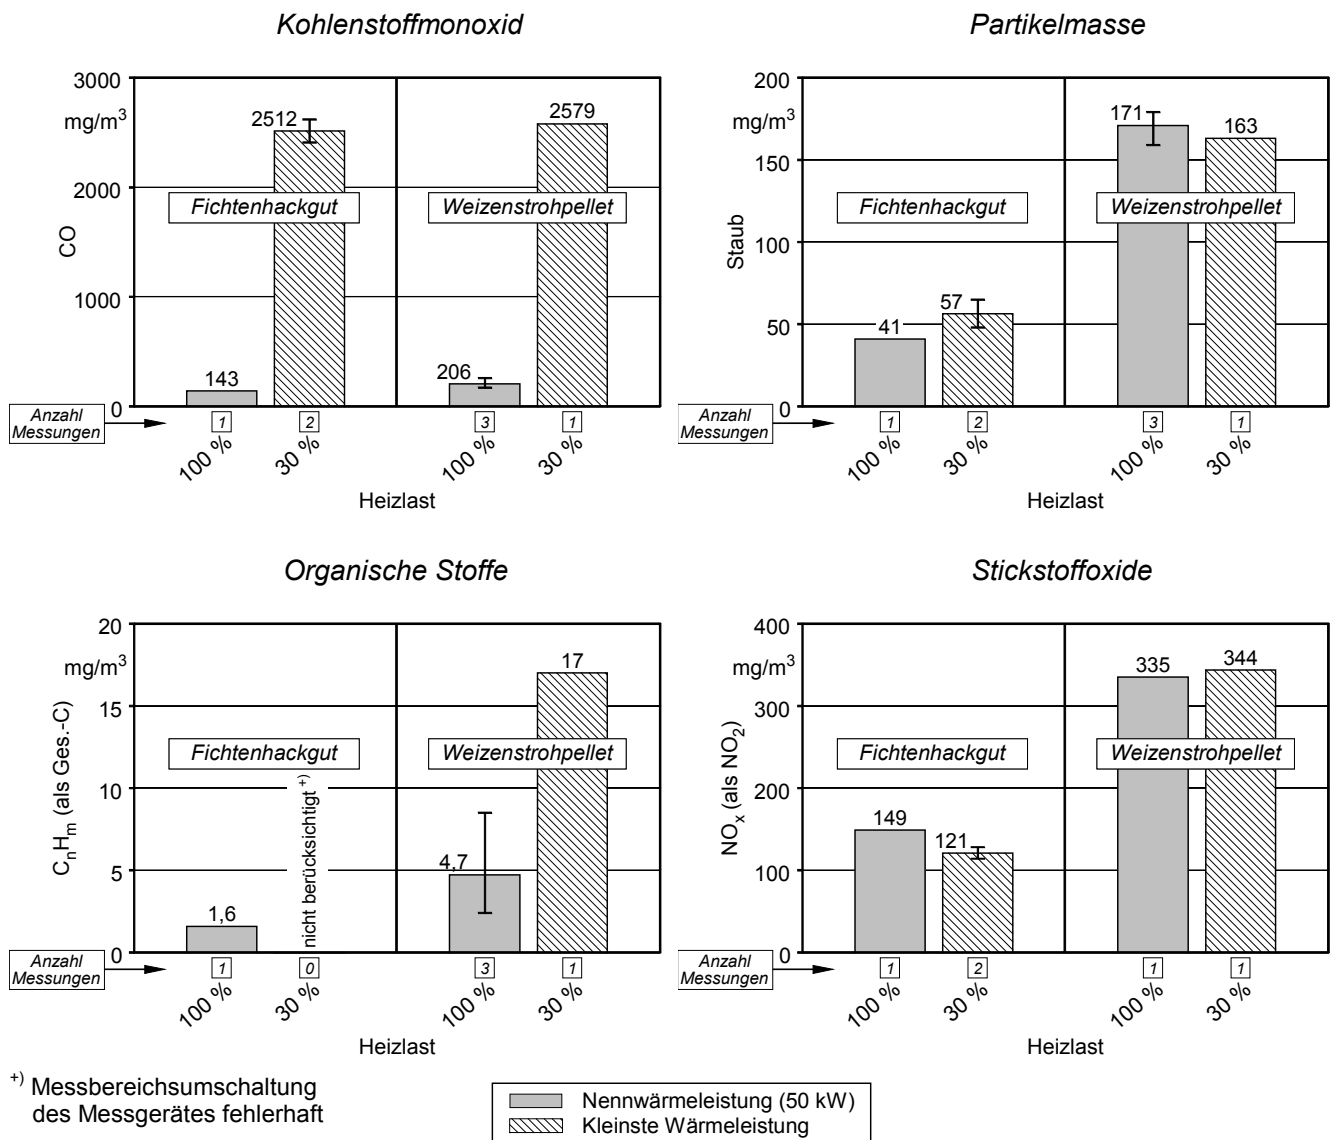 Kohlenstoffmonoxid
3000
mg/m³
2000
1000
0
CO
2512
2579
143
206
Fichtenhackgut
Weizenstrohpellet
Anzahl
Messungen
1
2
3
1
100 %
30 %
100 %
30 %
Heizlast
Partikelmasse
200
mg/m³
150
100
50
0
Staub
171
163
41
57
Fichtenhackgut
Weizenstrohpellet
Anzahl
Messungen
1
2
3
1
100 %
30 %
100 %
30 %
Heizlast
Organische Stoffe
20
mg/m³
15
10
5
0
CₙHₘ (als Ges.-C)
17
Fichtenhackgut
Weizenstrohpellet
1,6
nicht berücksichtigt ⁺⁾
4,7
Anzahl
Messungen
1
0
3
1
100 %
30 %
100 %
30 %
Heizlast
Stickstoffoxide
400
mg/m³
300
200
100
0
NOₓ (als NO₂)
335
344
Fichtenhackgut
Weizenstrohpellet
149
121
Anzahl
Messungen
1
2
1
1
100 %
30 %
100 %
30 %
Heizlast
⁺⁾ Messbereichsumschaltung
des Messgerätes fehlerhaft
Nennwärmeleistung (50 kW)
Kleinste Wärmeleistung